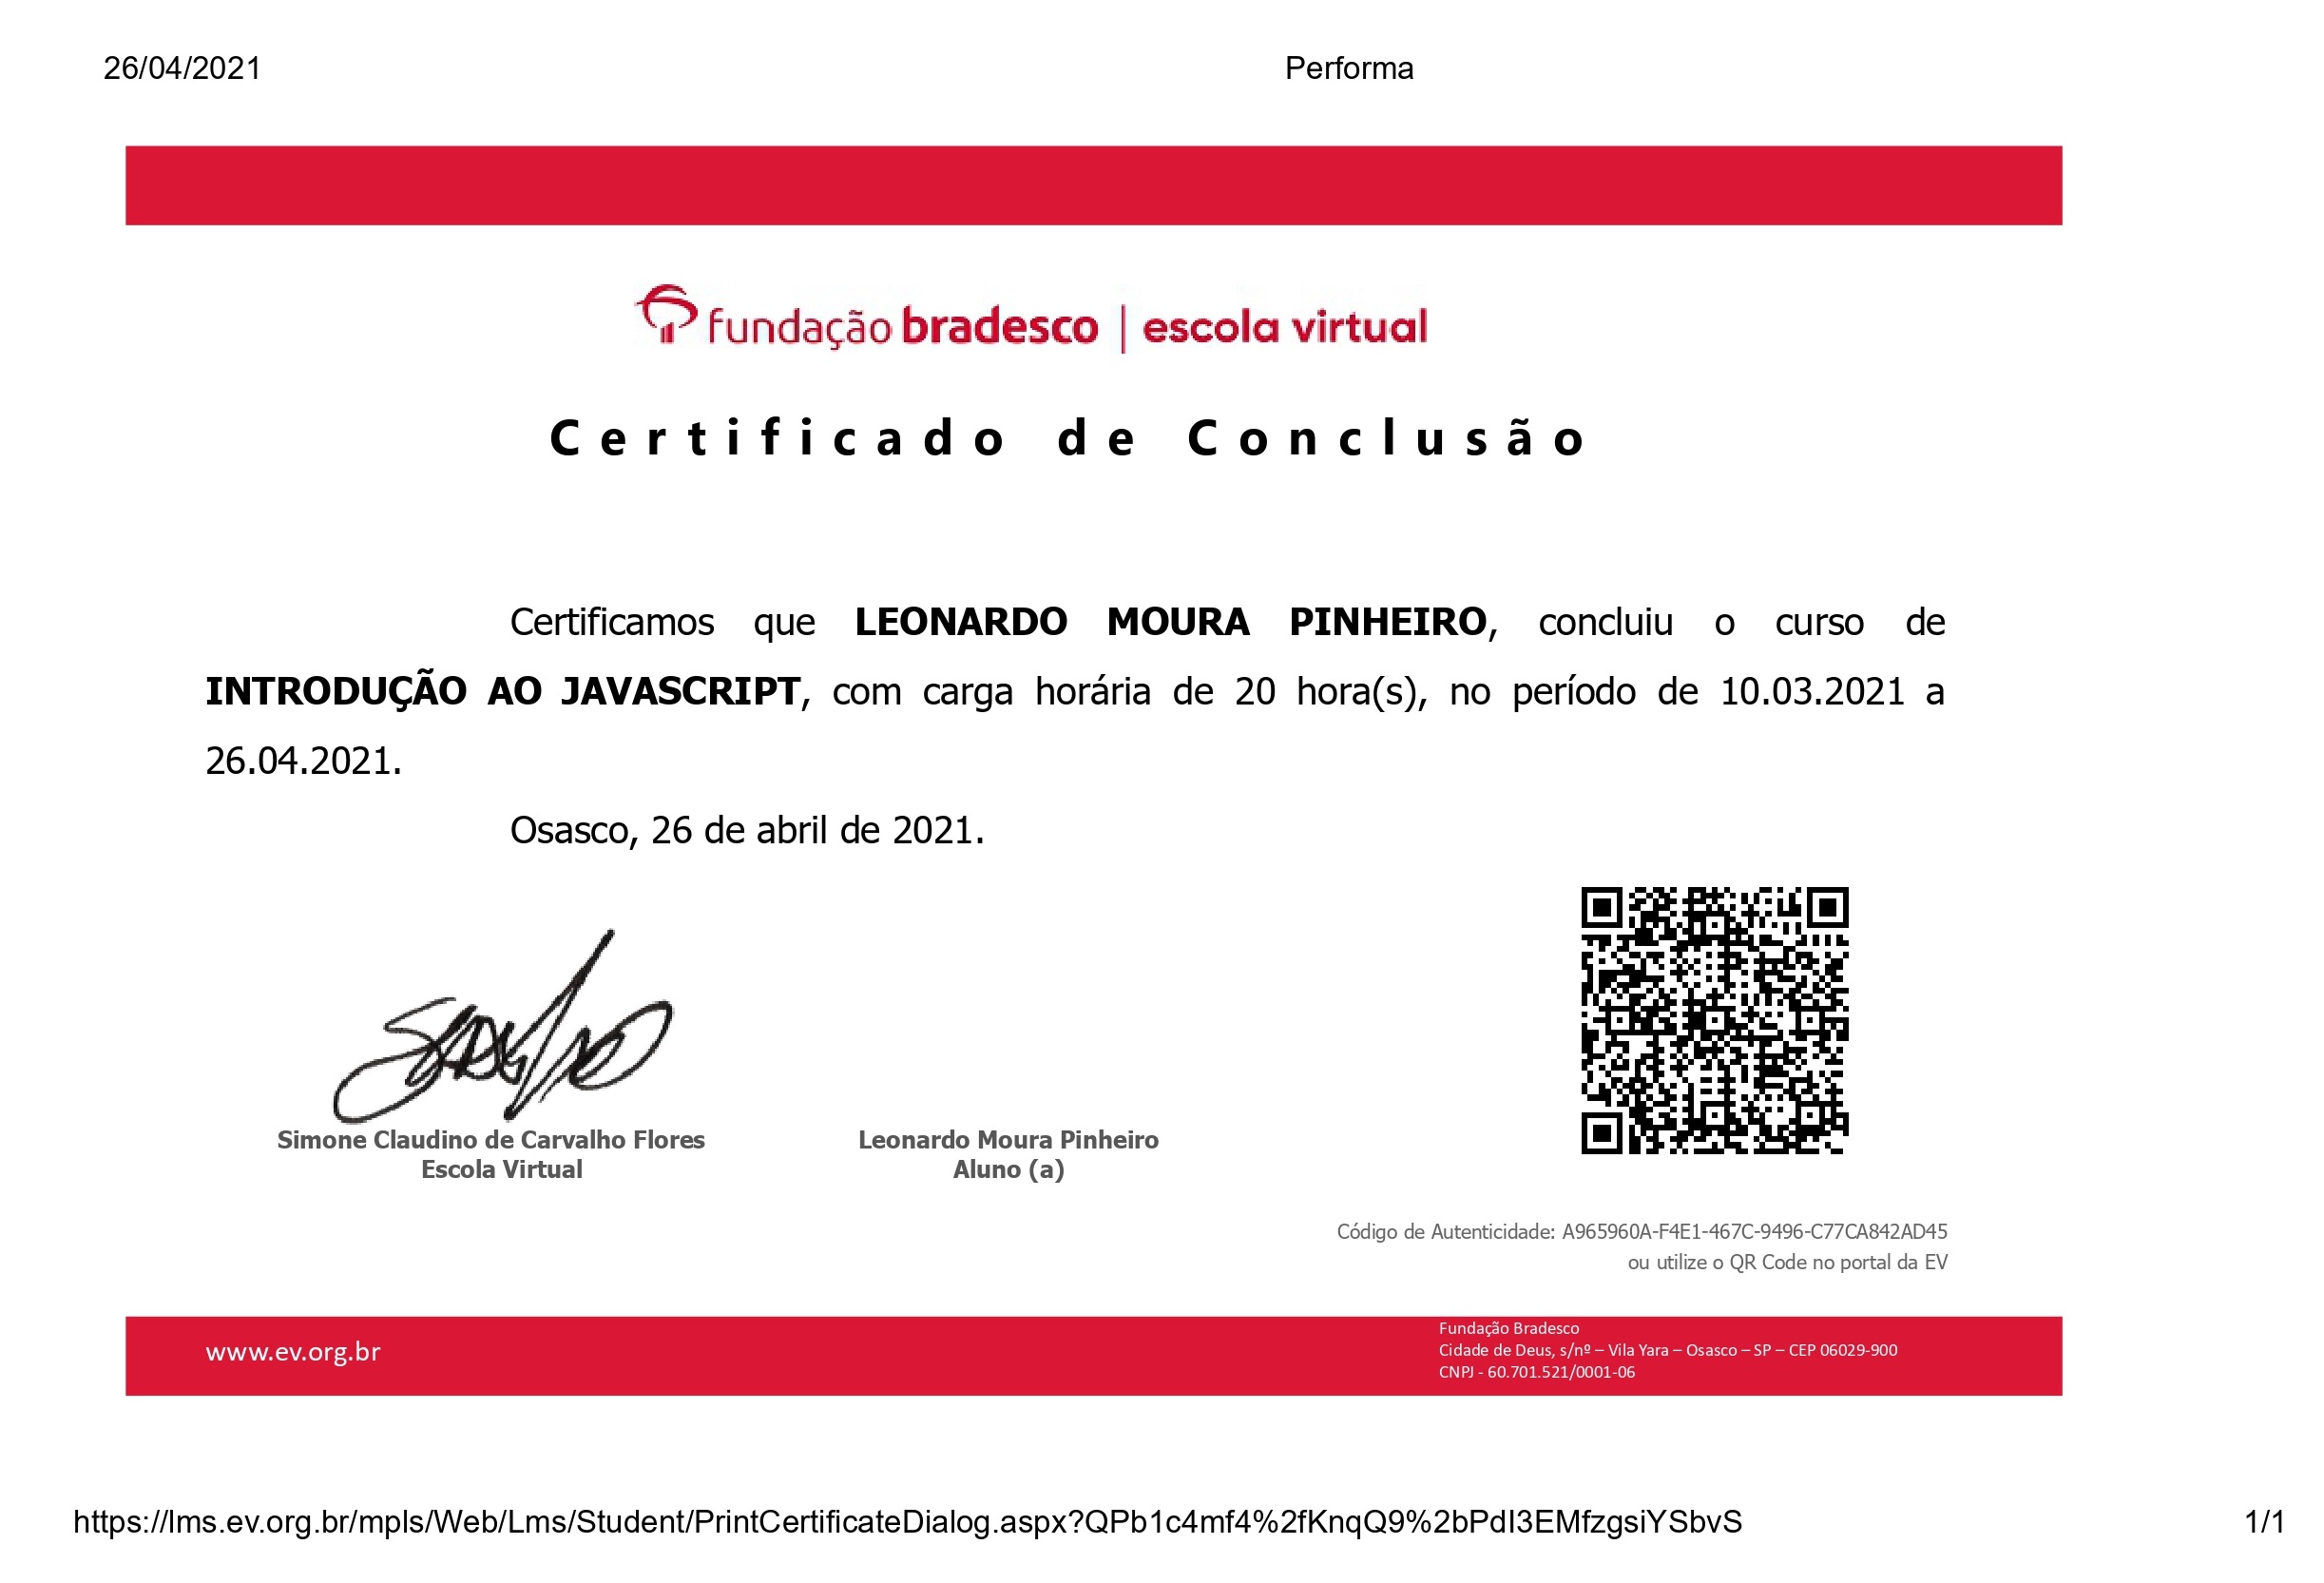 26/04/2021 Performa
fundação bradesco | escola virtual
Certificado de Conclusão
Certificamos que LEONARDO MOURA PINHEIRO, concluiu o curso de
INTRODUÇÃO AO JAVASCRIPT, com carga horária de 20 hora(s), no período de 10.03.2021 a
26.04.2021.
Osasco, 26 de abril de 2021.
Simone Claudino de Carvalho Flores
Escola Virtual
Leonardo Moura Pinheiro
Aluno (a)
Código de Autenticidade: A965960A-F4E1-467C-9496-C77CA842AD45
ou utilize o QR Code no portal da EV
www.ev.org.br
Fundação Bradesco
Cidade de Deus, s/nº – Vila Yara – Osasco – SP – CEP 06029-900
CNPJ - 60.701.521/0001-06
https://lms.ev.org.br/mpls/Web/Lms/Student/PrintCertificateDialog.aspx?QPb1c4mf4%2fKnqQ9%2bPdI3EMfzgsiYSbvS 1/1